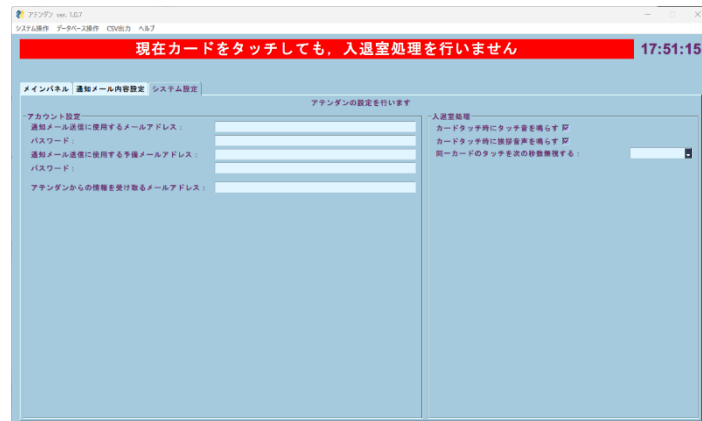 アテンダン ver. 1.0.7
システム操作 データベース操作 CSV出力 ヘルプ
現在カードをタッチしても，入退室処理を行いません
17:51:15
メインパネル 通知メール内容設定 システム設定
アテンダンの設定を行います
アカウント設定
通知メール送信に使用するメールアドレス：
パスワード：
通知メール送信に使用する予備メールアドレス：
パスワード：
アテンダンからの情報を受け取るメールアドレス：
入退室処理
カードタッチ時にタッチ音を鳴らす
カードタッチ時に挨拶音声を鳴らす
同一カードのタッチを次の秒数無視する：